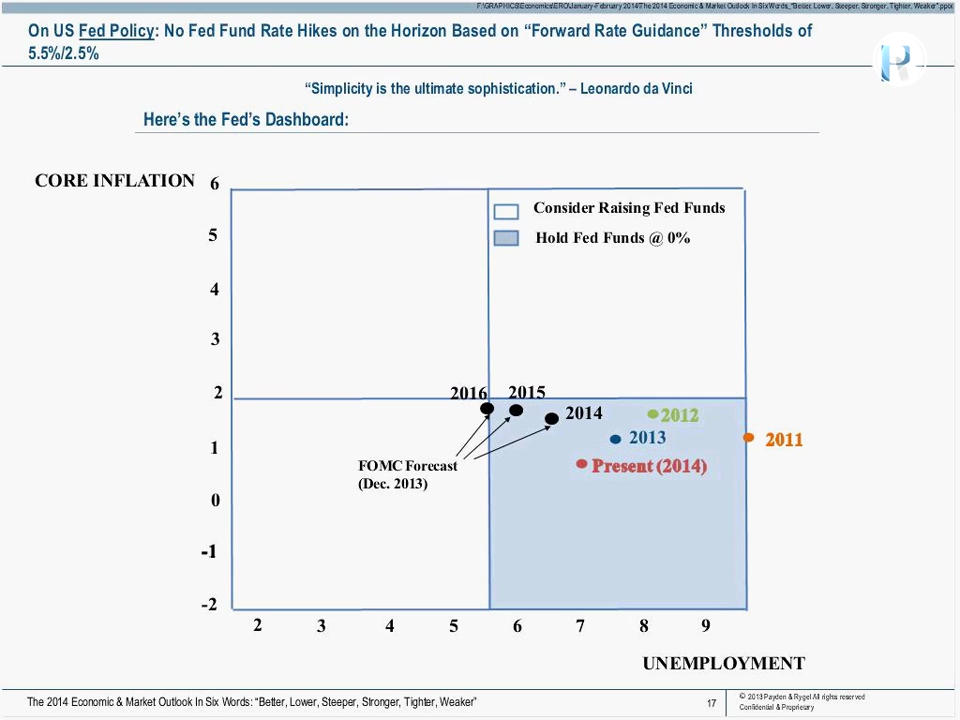 F:\GRAPHICS\Economics\ERO\January-February 2014\The 2014 Economic & Market Outlook In Six Words_"Better, Lower, Steeper, Stronger, Tighter, Weaker".pptx
On US Fed Policy: No Fed Fund Rate Hikes on the Horizon Based on “Forward Rate Guidance” Thresholds of
5.5%/2.5%
“Simplicity is the ultimate sophistication.” – Leonardo da Vinci
Here’s the Fed’s Dashboard:
CORE INFLATION 6
Consider Raising Fed Funds
5
Hold Fed Funds @ 0%
4
3
2
2016 2015
2014
2012
2013
2011
1
FOMC Forecast
(Dec. 2013)
Present (2014)
0
-1
-2
2 3 4 5 6 7 8 9
UNEMPLOYMENT
The 2014 Economic & Market Outlook In Six Words: “Better, Lower, Steeper, Stronger, Tighter, Weaker”
17
© 2013 Payden & Rygel All rights reserved
Confidential & Proprietary